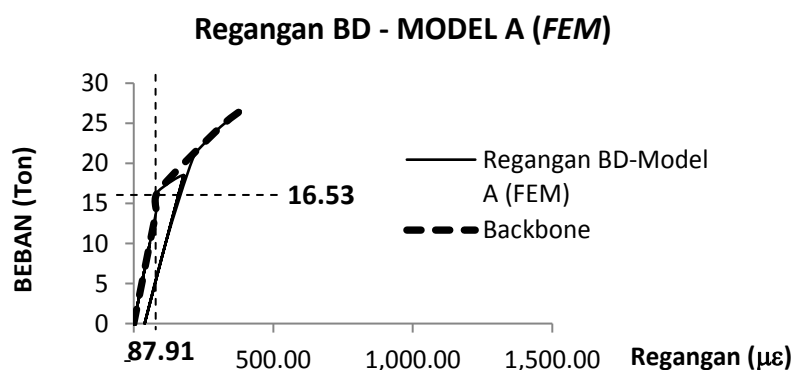 Regangan BD - MODEL A (FEM)
30
25
20
15
10
5
0
BEBAN (Ton)
16.53
Regangan BD-Model
A (FEM)
Backbone
-
87.91
500.00
1,000.00
1,500.00
Regangan (με)